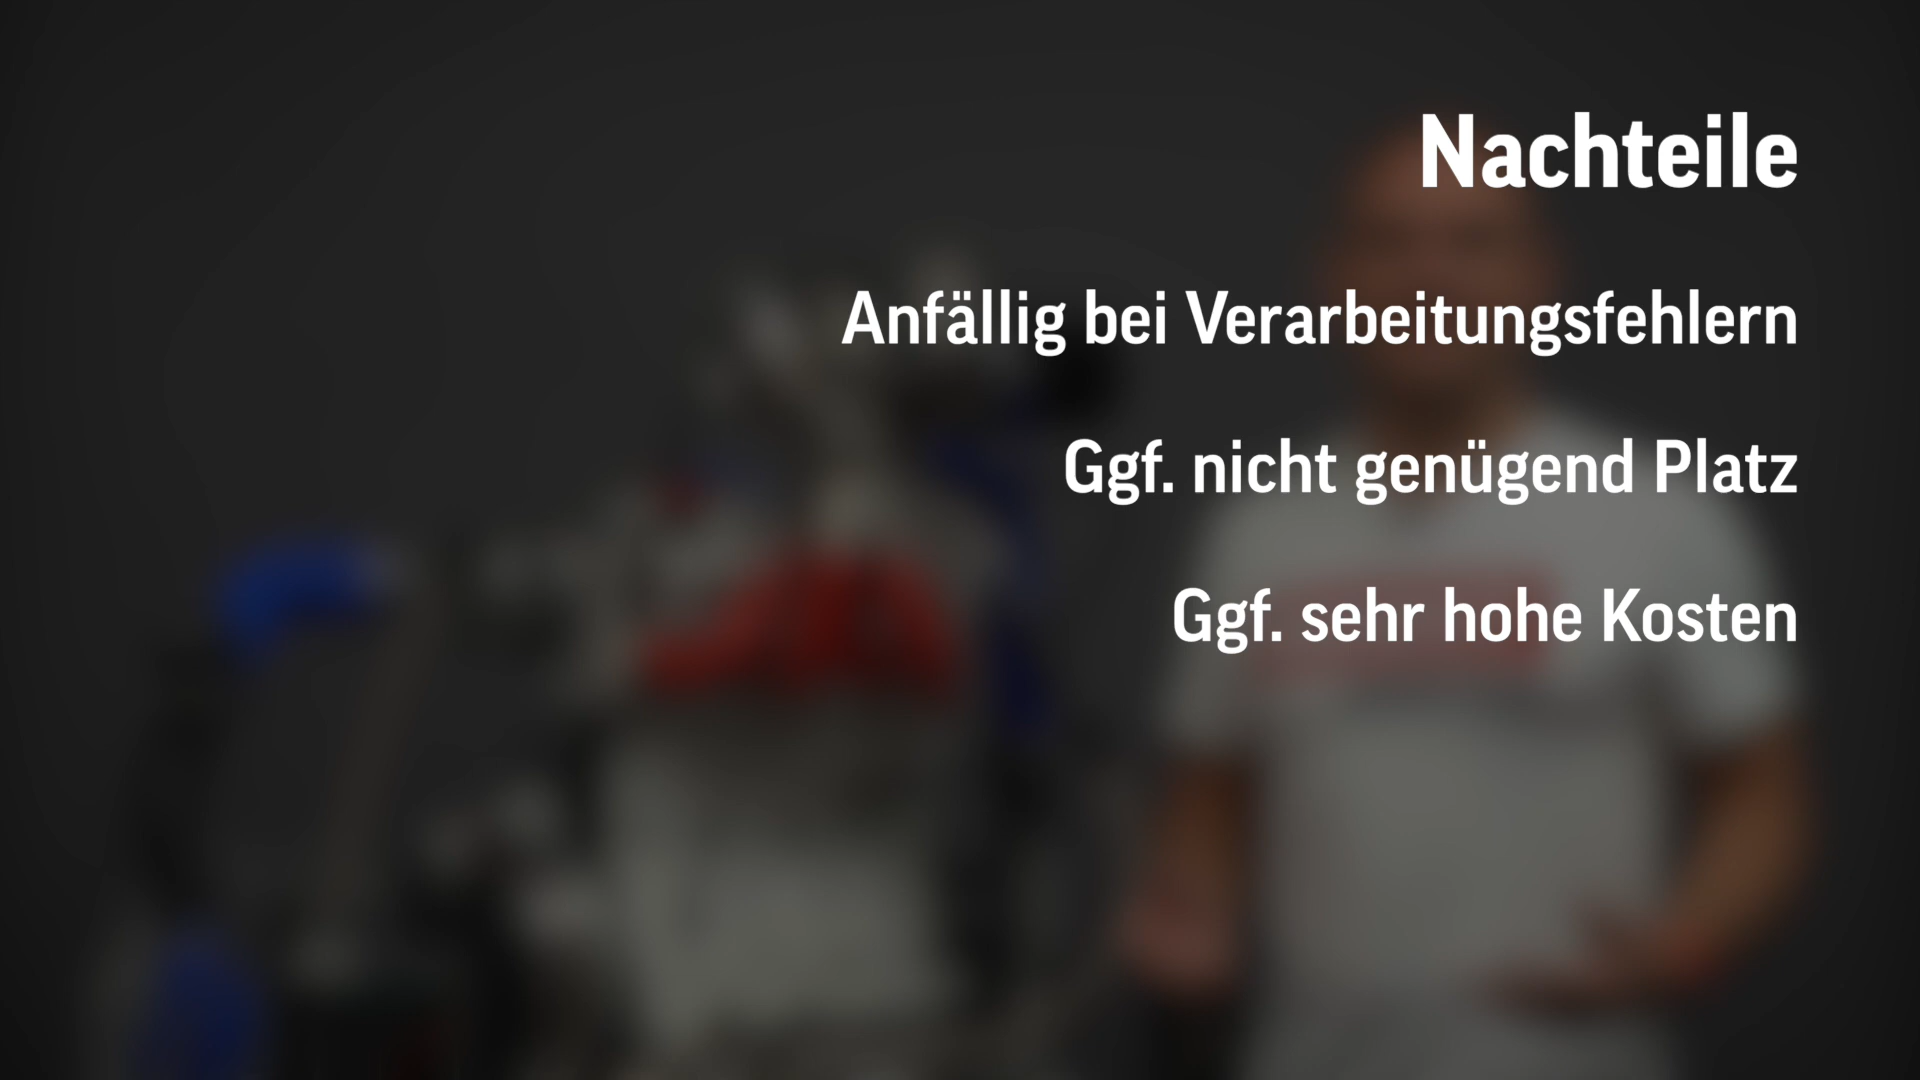 Nachteile
Anfällig bei Verarbeitungsfehlern
Ggf. nicht genügend Platz
Ggf. sehr hohe Kosten